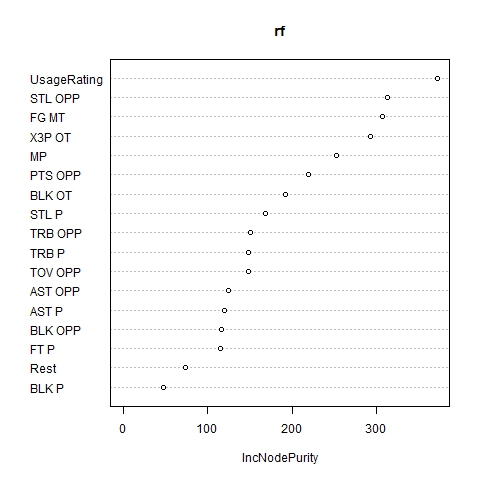 rf
UsageRating
STL OPP
FG MT
X3P OT
MP
PTS OPP
BLK OT
STL P
TRB OPP
TRB P
TOV OPP
AST OPP
AST P
BLK OPP
FT P
Rest
BLK P
0 100 200 300
IncNodePurity